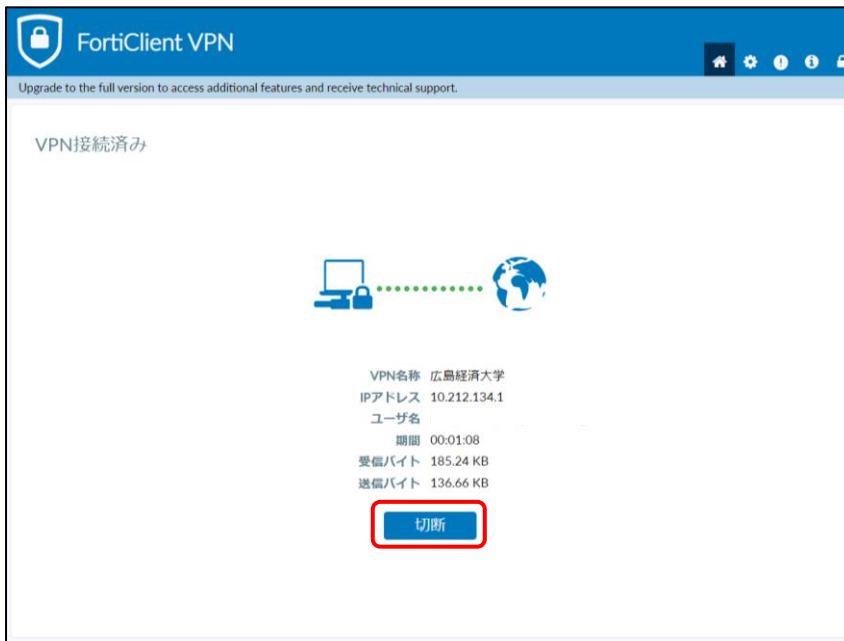 FortiClient VPN
Upgrade to the full version to access additional features and receive technical support.
VPN接続済み
VPN名称 広島経済大学
IPアドレス 10.212.134.1
ユーザ名
期間 00:01:08
受信バイト 185.24 KB
送信バイト 136.66 KB
切断